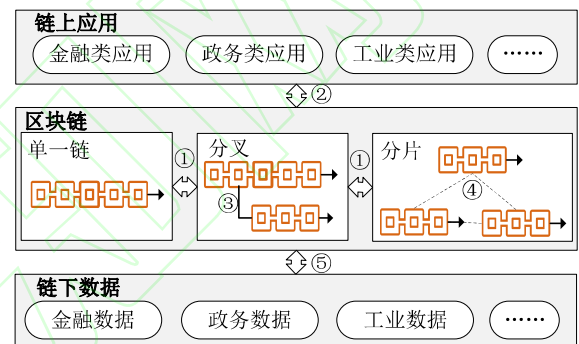 链上应用
金融类应用 政务类应用 工业类应用 ……
②
区块链
单一链 ① 分叉 ① 分片
③ ④
⑤
链下数据
金融数据 政务数据 工业数据 ……